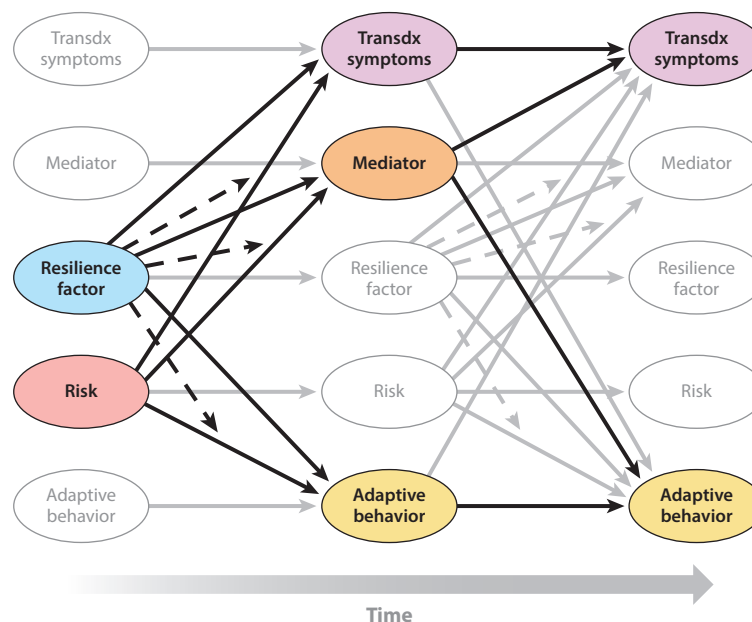 Transdx
symptoms
Transdx
symptoms
Transdx
symptoms
Mediator
Mediator
Mediator
Resilience
factor
Resilience
factor
Resilience
factor
Risk
Risk
Risk
Adaptive
behavior
Adaptive
behavior
Adaptive
behavior
Time